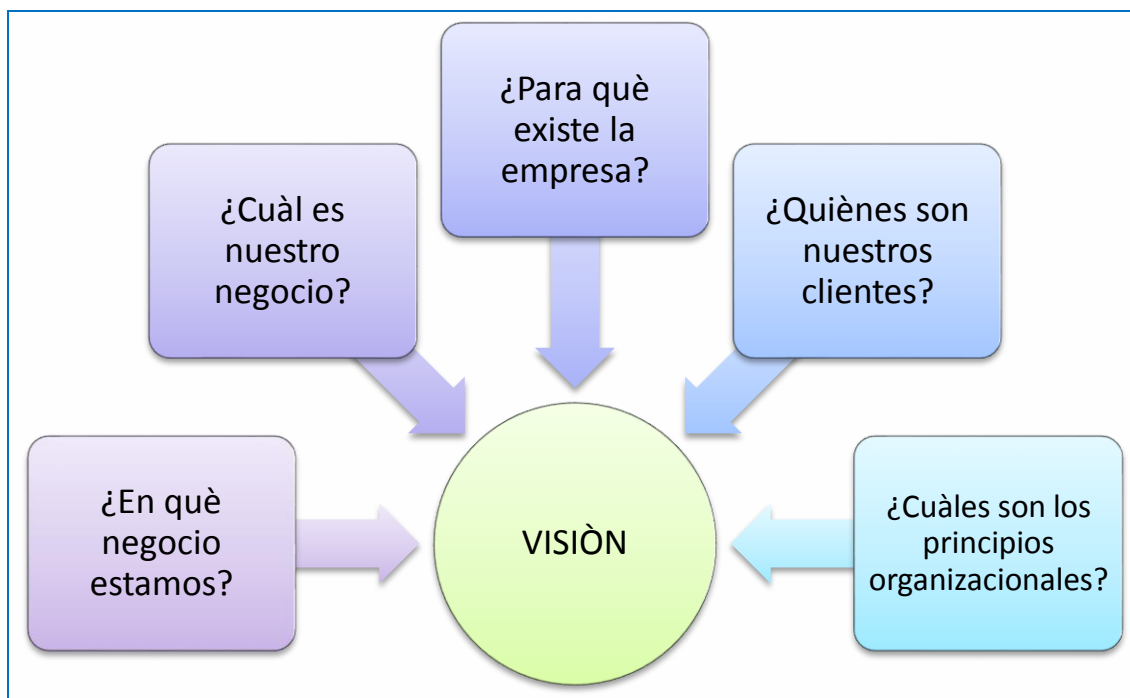 ¿Para què
existe la
empresa?
¿Cuàl es
nuestro
negocio?
¿Quiènes son
nuestros
clientes?
¿En què
negocio
estamos?
VISIÒN
¿Cuàles son los
principios
organizacionales?